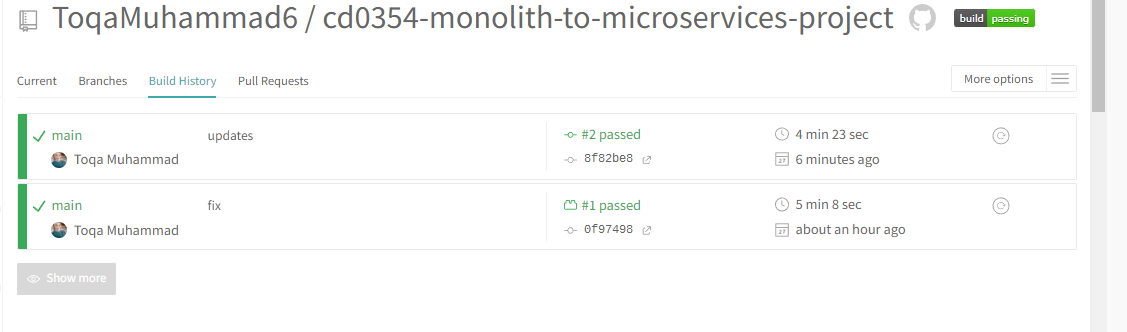 ToqaMuhammad6 / cd0354-monolith-to-microservices-project build passing
Current Branches Build History Pull Requests More options
main updates #2 passed 4 min 23 sec
Toqa Muhammad 8f82be8 27 6 minutes ago
main fix #1 passed 5 min 8 sec
Toqa Muhammad 0f97498 27 about an hour ago
Show more